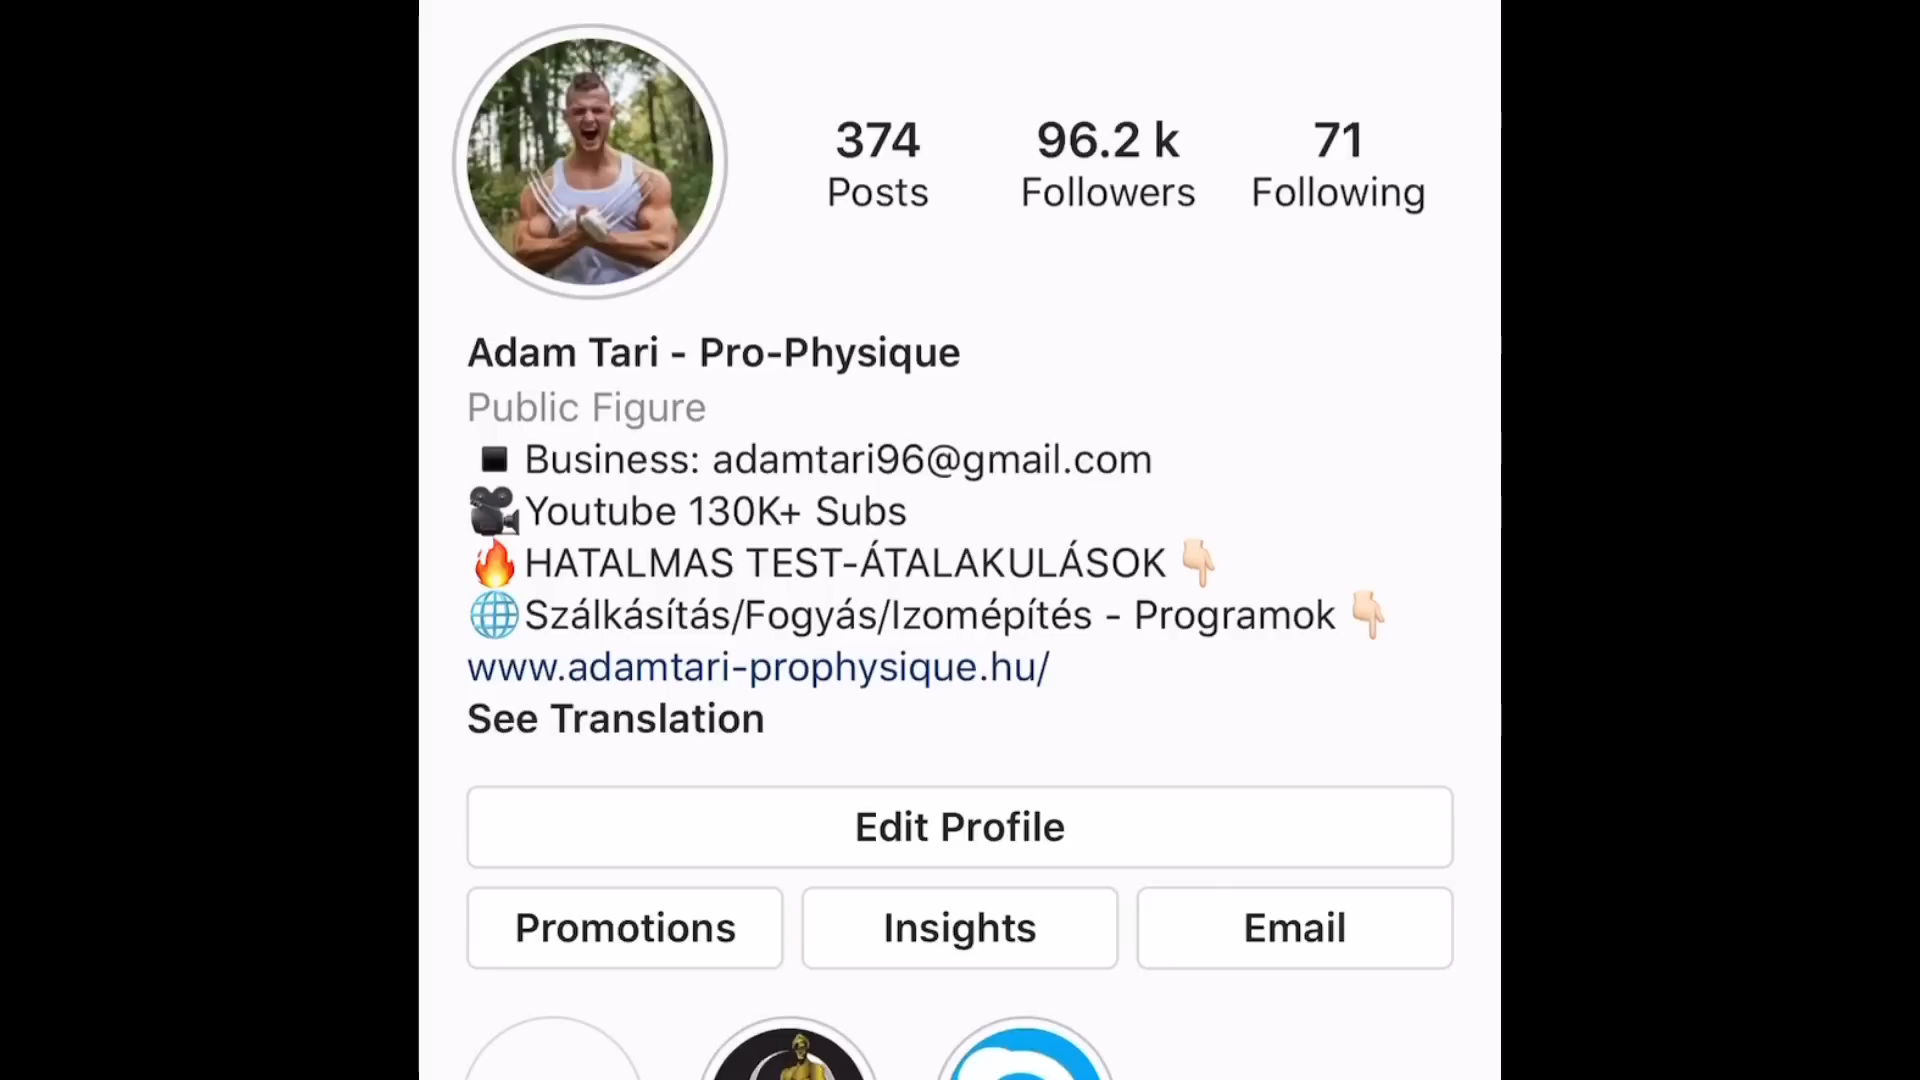 374 96.2 k 71
Posts Followers Following
Adam Tari - Pro-Physique
Public Figure
Business: adamtari96@gmail.com
Youtube 130K+ Subs
HATALMAS TEST-ÁTALAKULÁSOK
Szálkásítás/Fogyás/Izomépítés - Programok
www.adamtari-prophysique.hu/
See Translation
Edit Profile
Promotions Insights Email